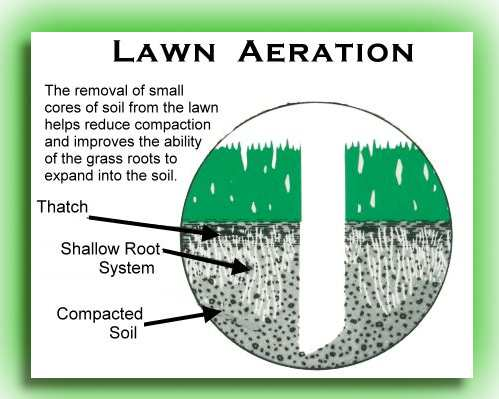 LAWN AERATION
The removal of small
cores of soil from the lawn
helps reduce compaction
and improves the ability
of the grass roots to
expand into the soil.
Thatch
Shallow Root
System
Compacted
Soil